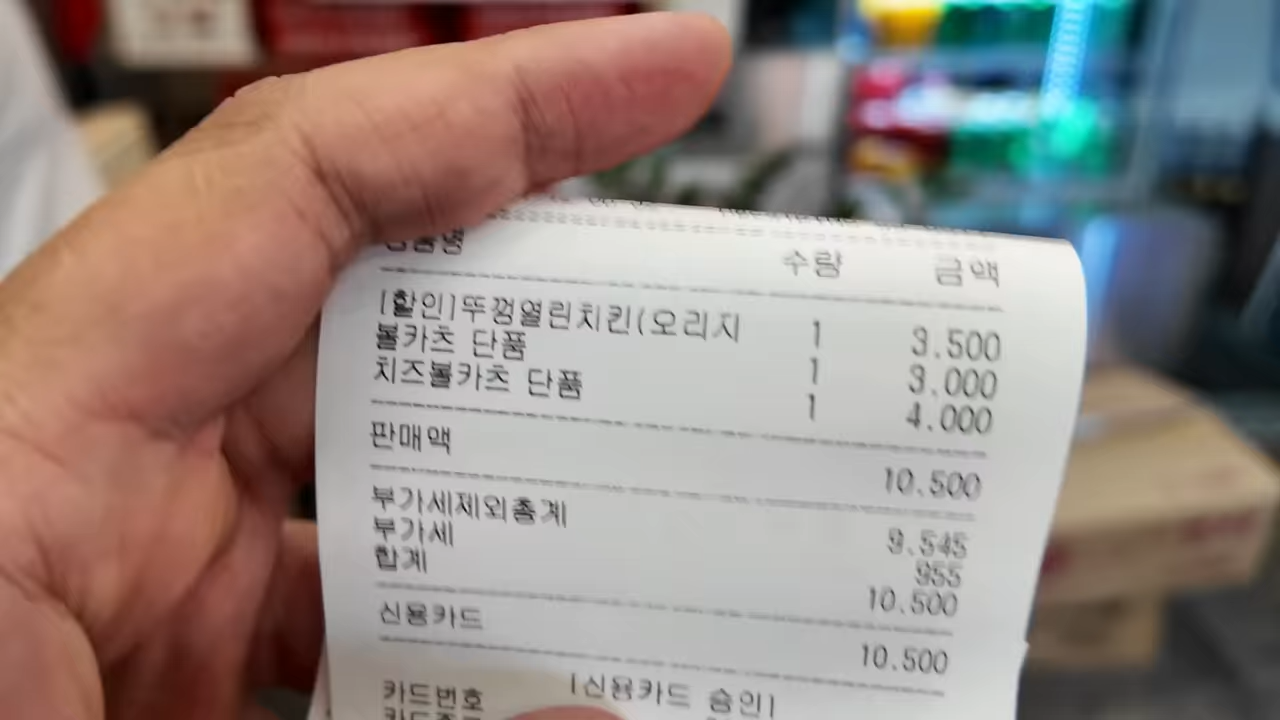 상품명 수량 금액
[할인]뚜껑열린치킨(오리지 1 3.500
볼카츠 단품 1 3.000
치즈볼카츠 단품 1 4.000
판매액 10.500
부가세제외총계 9.545
부가세 955
합계 10.500
신용카드 10.500
[신용카드 승인]
카드번호